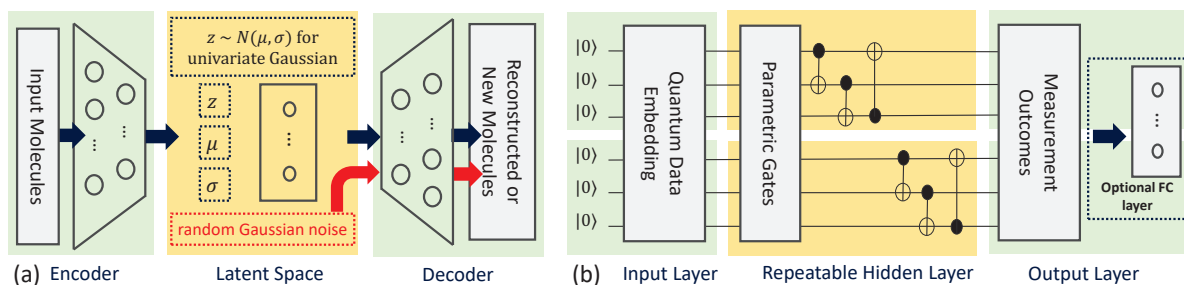 Input Molecules
...
...
z ~ N(μ, σ) for
univariate Gaussian
z
μ
σ
...
random Gaussian noise
...
Reconstructed or
New Molecules
(a)
Encoder
Latent Space
Decoder
|0⟩
|0⟩
|0⟩
|0⟩
|0⟩
|0⟩
Quantum Data
Embedding
Parametric Gates
Measurement
Outcomes
...
Optional FC
layer
(b)
Input Layer
Repeatable Hidden Layer
Output Layer